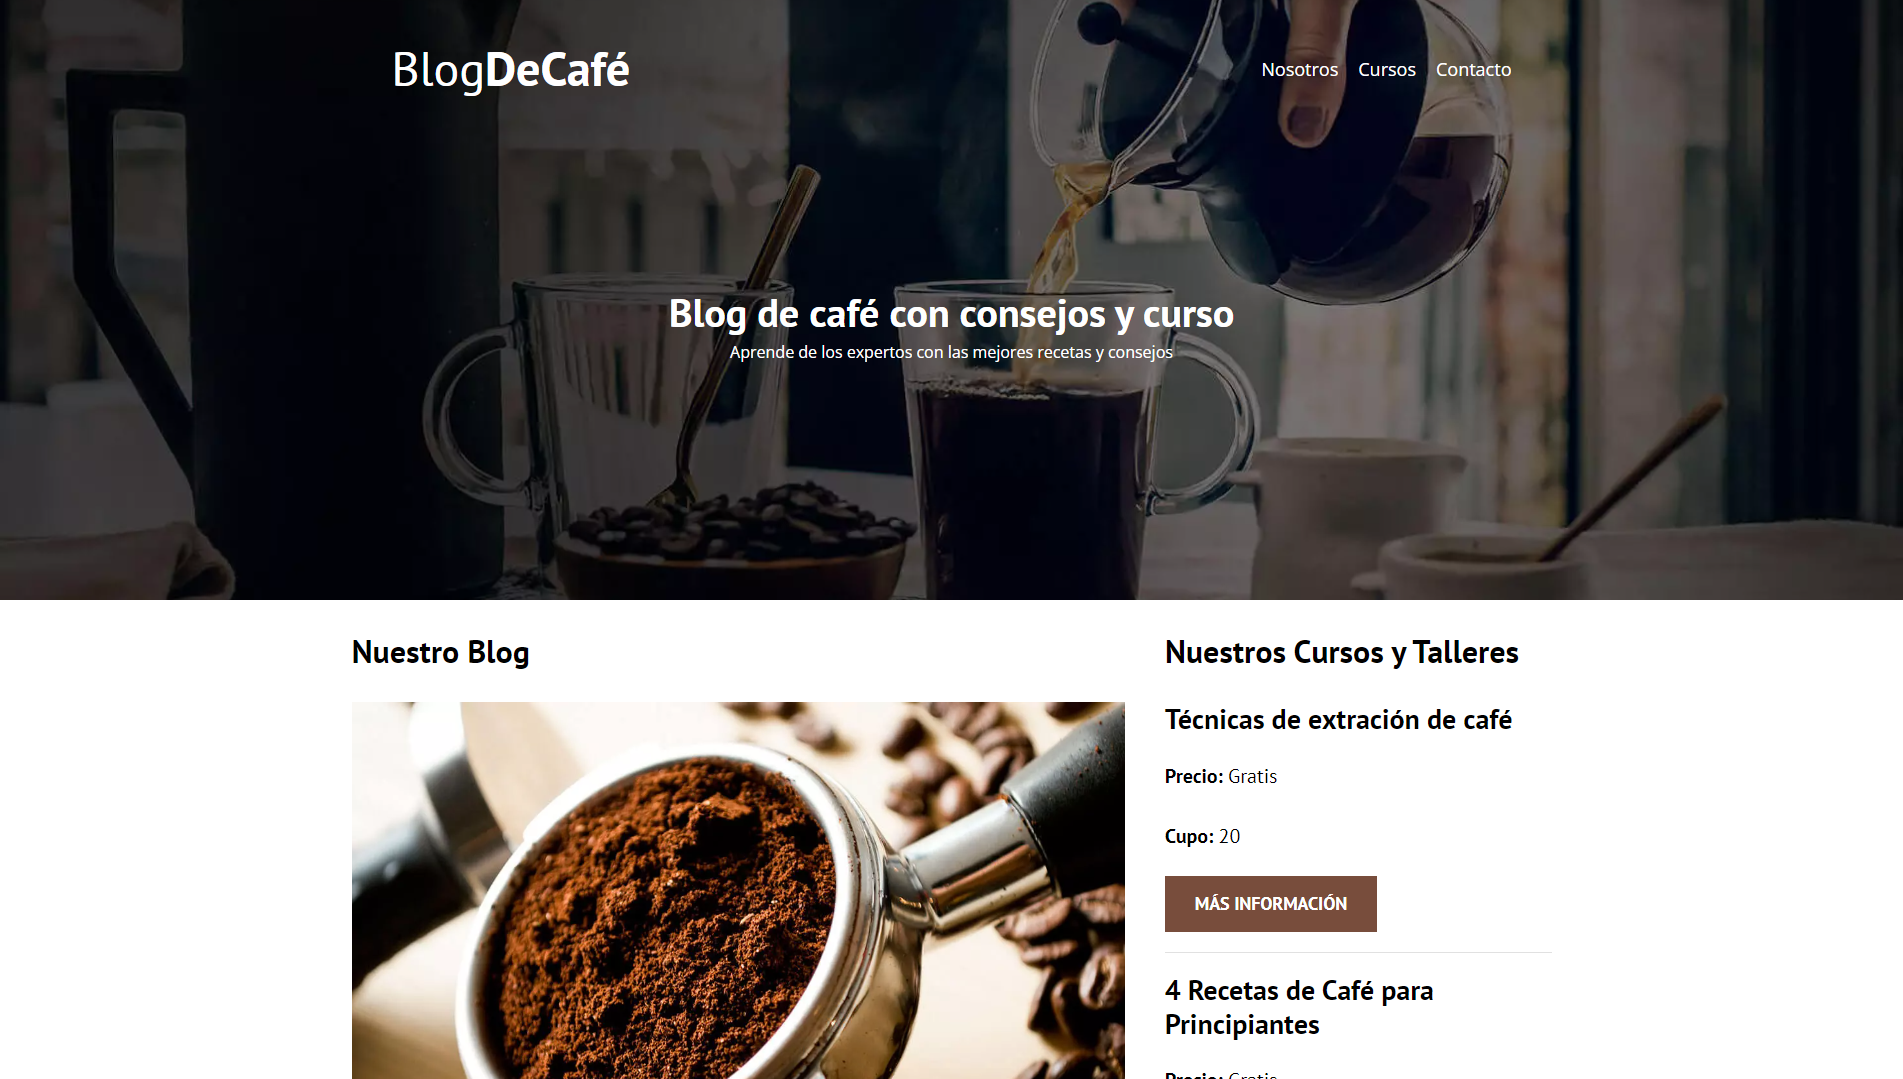 BlogDeCafé
Nosotros Cursos Contacto
Blog de café con consejos y curso
Aprende de los expertos con las mejores recetas y consejos
Nuestro Blog
Nuestros Cursos y Talleres
Técnicas de extración de café
Precio: Gratis
Cupo: 20
MÁS INFORMACIÓN
4 Recetas de Café para
Principiantes
Precio: Gratis